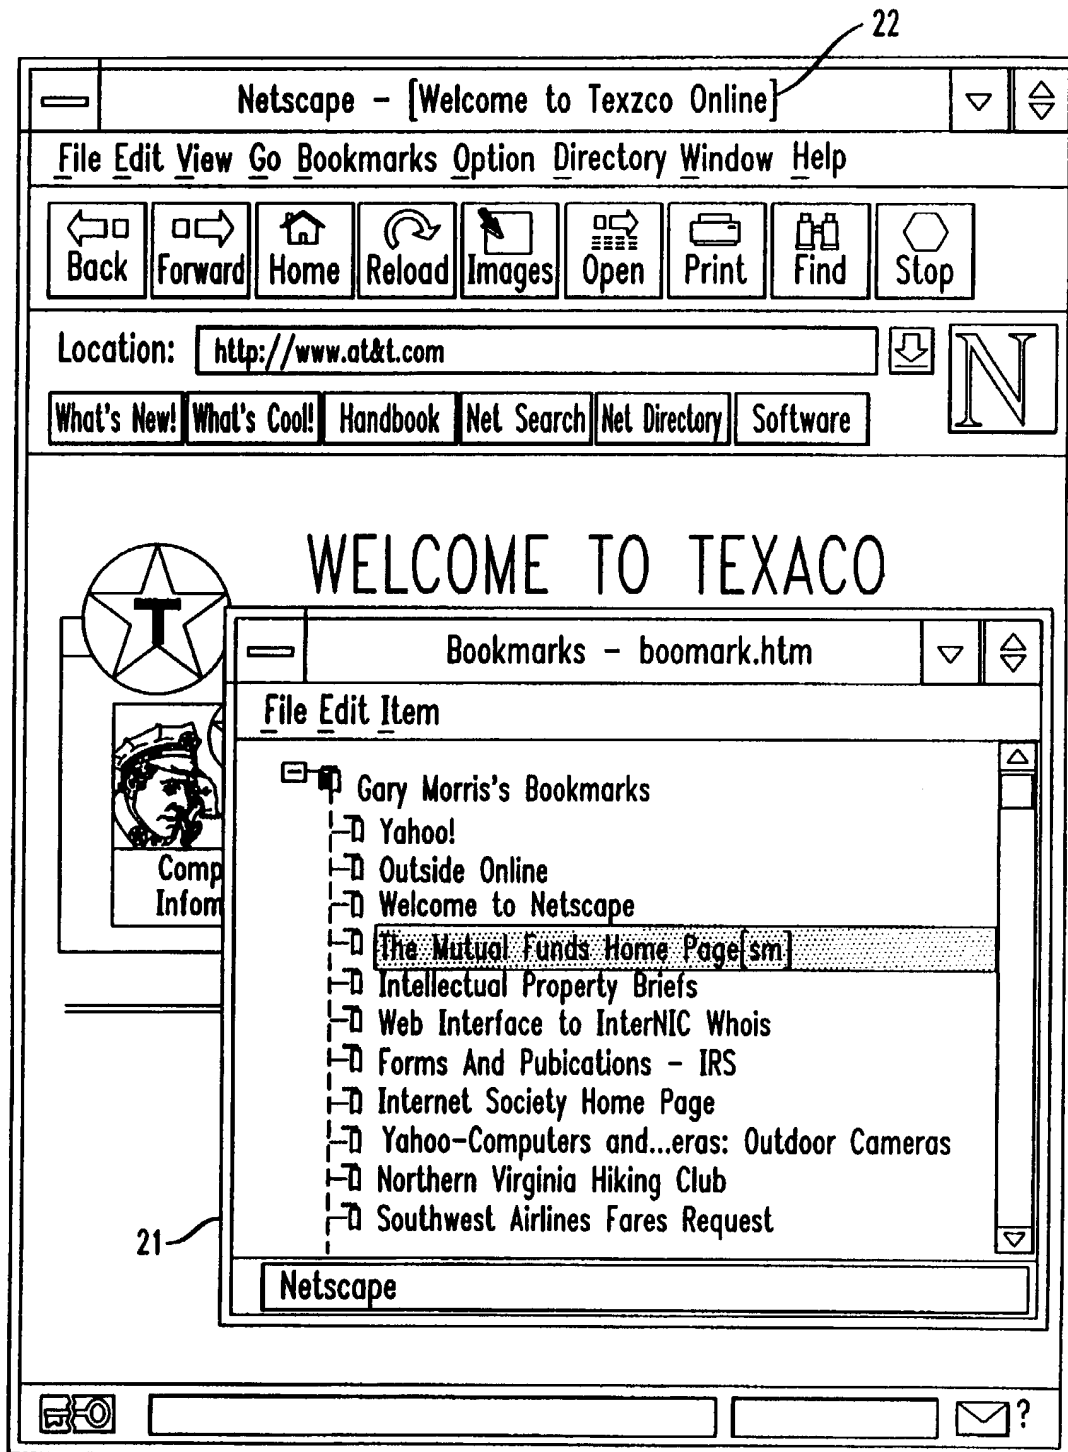 22
Netscape - [Welcome to Texzco Online]
File Edit View Go Bookmarks Option Directory Window Help
Back Forward Home Reload Images Open Print Find Stop
Location: http://www.at&t.com
N
What's New! What's Cool! Handbook Net Search Net Directory Software
WELCOME TO TEXACO
T
Bookmarks - boomark.htm
File Edit Item
Gary Morris's Bookmarks
Yahoo!
Outside Online
Welcome to Netscape
The Mutual Funds Home Page[sm]
Intellectual Property Briefs
Web Interface to InterNIC Whois
Forms And Pubications - IRS
Internet Society Home Page
Yahoo-Computers and...eras: Outdoor Cameras
Northern Virginia Hiking Club
Southwest Airlines Fares Request
Comp
Infom
21
Netscape
?